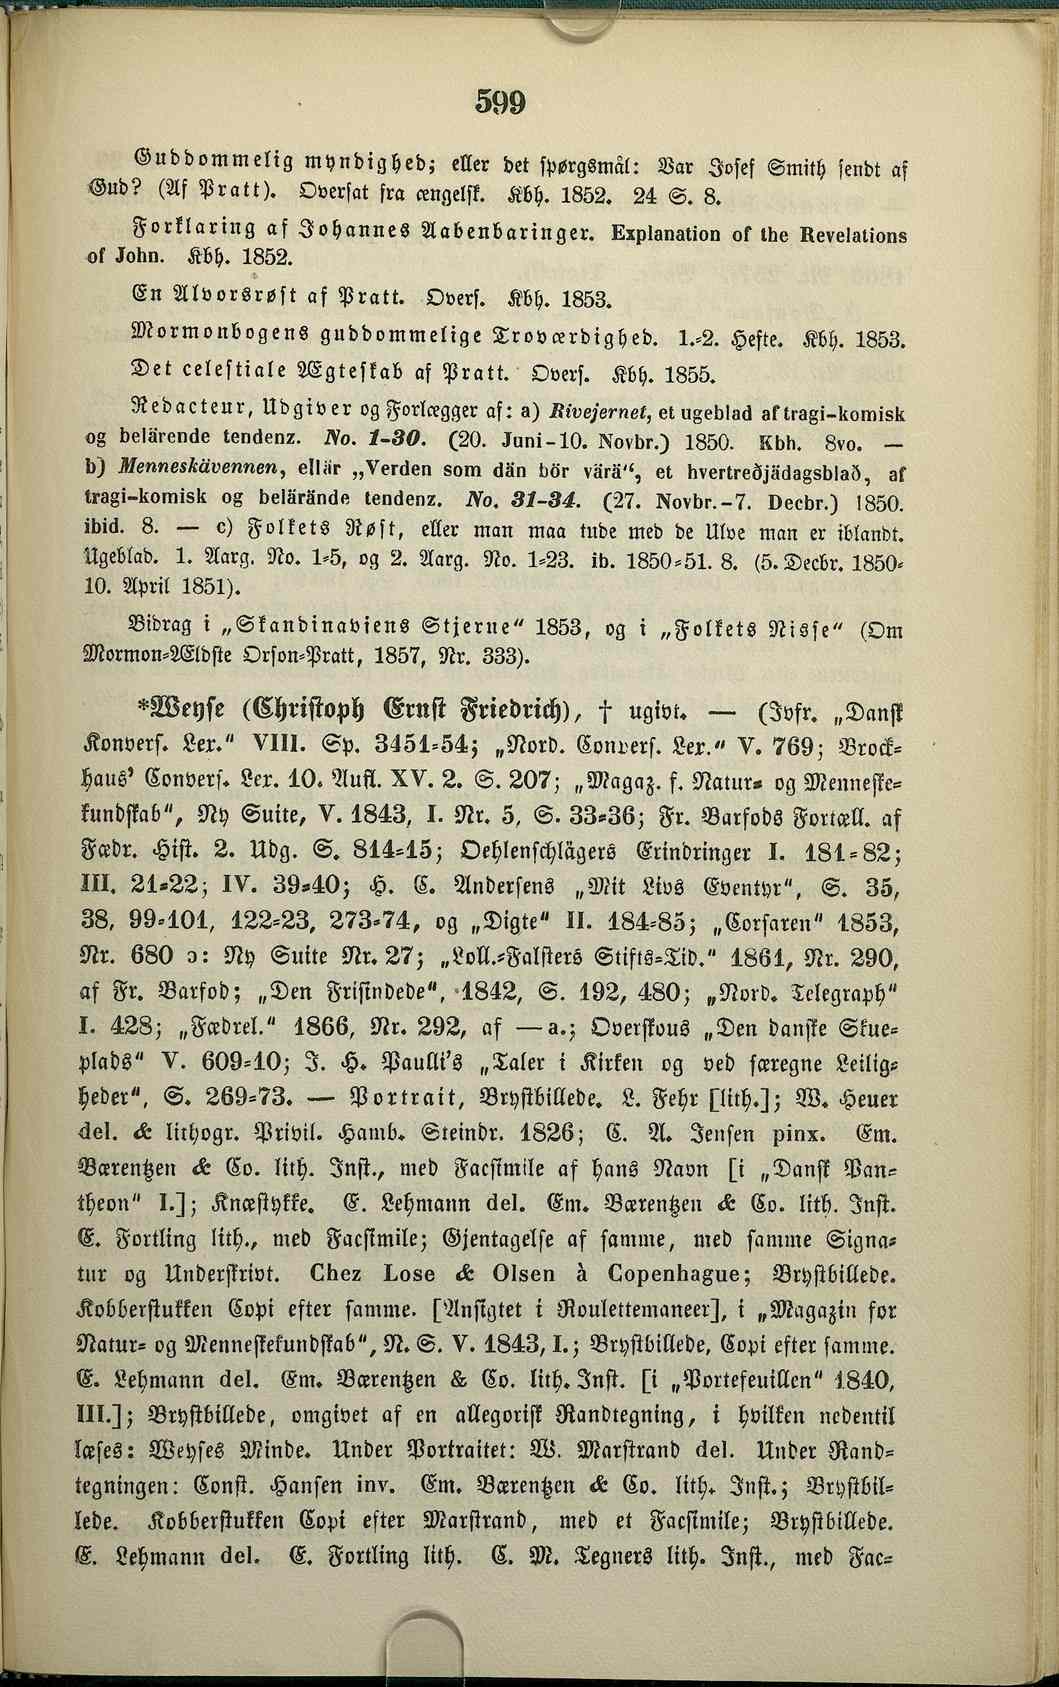 599
Guddommelig myndighed; eller det spørgsmål: Var Josef Smith sendt af
Gud? (Af Pratt). Oversat fra ængelsk. Kbh. 1852. 24 S. 8.
Forklaring af Johannes Aabenbaringer. Explanation of the Revelations
of John. Kbh. 1852.
En Alvorsrøst af Pratt. Overs. Kbh. 1853.
Mormonbogens guddommelige Troværdighed. 1.-2. Hefte. Kbh. 1853.
Det celestiale Ægteskab af Pratt. Overs. Kbh. 1855.
Redacteur, Udgiver og Forlægger af: a) Rivejernet, et ugeblad af tragi-komisk
og belärende tendenz. No. 1-30. (20. Juni-10. Novbr.) 1850. Kbh. 8vo. —
b) Menneskävennen, ellär „Verden som dän bör värä“, et hvertreðjädagsblað, af
tragi-komisk og belärände tendenz. No. 31-34. (27. Novbr.-7. Decbr.) 1850.
ibid. 8. — c) Folkets Røst, eller man maa tude med de Ulve man er iblandt.
Ugeblad. 1. Aarg. No. 1-5, og 2. Aarg. No. 1-23. ib. 1850-51. 8. (5. Decbr. 1850-
10. April 1851).
Bidrag i „Skandinaviens Stjerne“ 1853, og i „Folkets Nisse“ (Om
Mormon-Ældste Orson-Pratt, 1857, Nr. 333).
*Weyse (Christoph Ernst Friedrich), † ugivt. — (Jvfr. „Dansk
Konvers. Lex.“ VIII. Sp. 3451-54; „Nord. Convers. Lex.“ V. 769; Brock-
haus’ Convers. Lex. 10. Aufl. XV. 2. S. 207; „Magaz. f. Natur- og Menneske-
kundskab“, Ny Suite, V. 1843, I. Nr. 5, S. 33-36; Fr. Barfods Fortæll. af
Fædr. Hist. 2. Udg. S. 814-15; Oehlenschlägers Erindringer I. 181-82;
III. 21-22; IV. 39-40; H. C. Andersens „Mit Livs Eventyr“, S. 35,
38, 99-101, 122-23, 273-74, og „Digte“ II. 184-85; „Corsaren“ 1853,
Nr. 680 ɔ: Ny Suite Nr. 27; „Loll.-Falsters Stifts-Tid.“ 1861, Nr. 290,
af Fr. Barfod; „Den Frisindede“, 1842, S. 192, 480; „Nord. Telegraph“
I. 428; „Fædrel.“ 1866, Nr. 292, af —a.; Overskous „Den danske Skue-
plads“ V. 609-10; J. H. Paulli’s „Taler i Kirken og ved særegne Leilig-
heder“, S. 269-73. — Portrait, Brystbillede. L. Fehr [lith.]; W. Heuer
del. & lithogr. Privil. Hamb. Steindr. 1826; C. A. Jensen pinx. Em.
Bærentzen & Co. lith. Inst., med Facsimile af hans Navn [i „Dansk Pan-
theon“ I.]; Knæstykke. E. Lehmann del. Em. Bærentzen & Co. lith. Inst.
E. Fortling lith., med Facsimile; Gjentagelse af samme, med samme Signa-
tur og Underskrivt. Chez Lose & Olsen à Copenhague; Brystbillede.
Kobberstukken Copi efter samme. [Ansigtet i Roulettemaneer], i „Magazin for
Natur- og Menneskekundskab“, N. S. V. 1843, I.; Brystbillede, Copi efter samme.
E. Lehmann del. Em. Bærentzen & Co. lith. Inst. [i „Portefeuillen“ 1840,
III.]; Brystbillede, omgivet af en allegorisk Randtegning, i hvilken nedentil
læses: Weyses Minde. Under Portraitet: W. Marstrand del. Under Rand-
tegningen: Const. Hansen inv. Em. Bærentzen & Co. lith. Inst.; Brystbil-
lede. Kobberstukken Copi efter Marstrand, med et Facsimile; Brystbillede.
E. Lehmann del. E. Fortling lith. C. M. Tegners lith. Inst., med Fac-